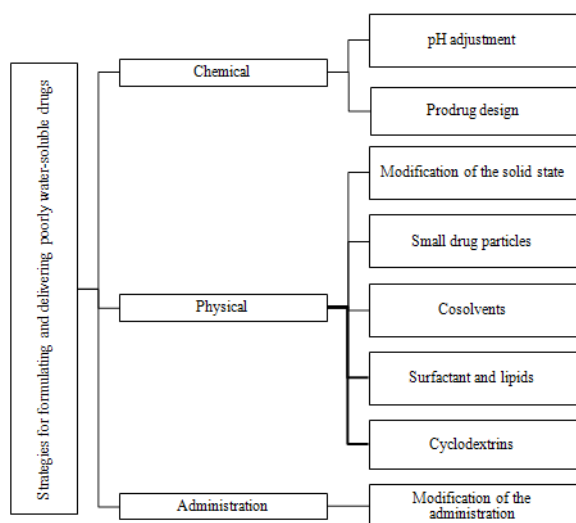 Strategies for formulating and delivering poorly water-soluble drugs
Chemical
pH adjustment
Prodrug design
Physical
Modification of the solid state
Small drug particles
Cosolvents
Surfactant and lipids
Cyclodextrins
Administration
Modification of the
administration